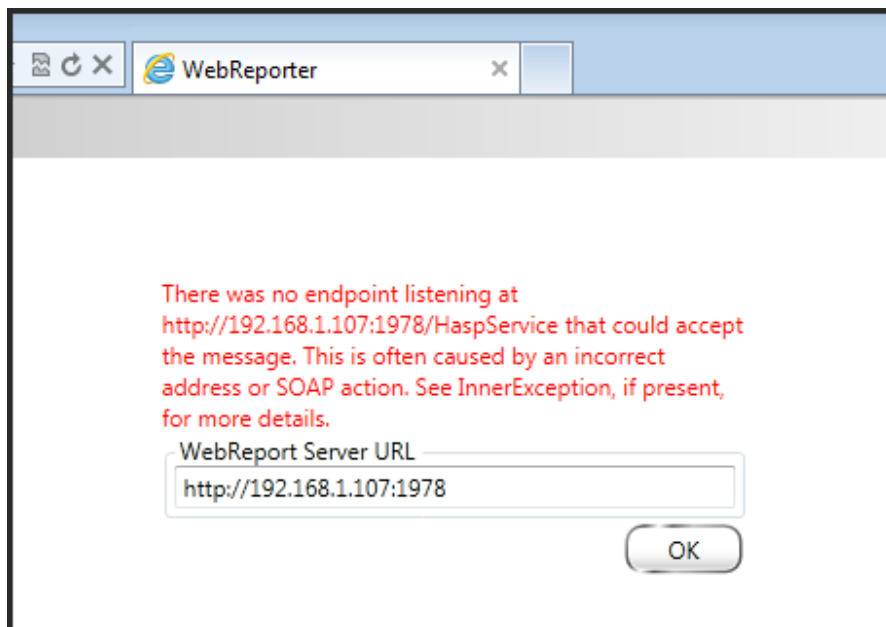 WebReporter
There was no endpoint listening at
http://192.168.1.107:1978/HaspService that could accept
the message. This is often caused by an incorrect
address or SOAP action. See InnerException, if present,
for more details.
WebReport Server URL
http://192.168.1.107:1978
OK